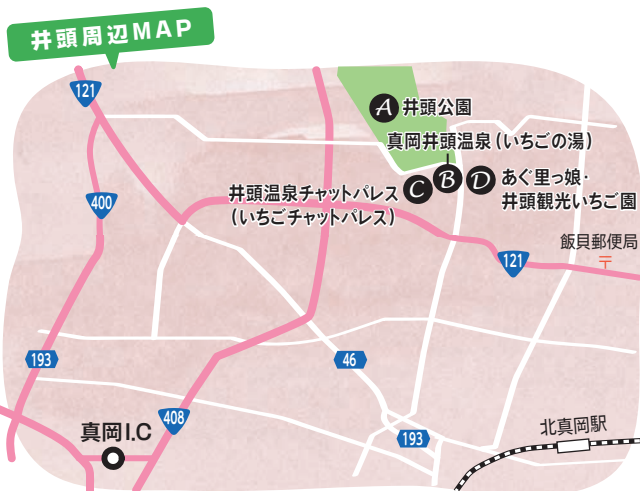 井頭周辺MAP
121
A 井頭公園
真岡井頭温泉（いちごの湯）
井頭温泉チャットパレス
（いちごチャットパレス）
C
B
D
あぐ里っ娘・
井頭観光いちご園
400
飯貝郵便局
〒
121
193
46
408
193
真岡I.C
北真岡駅